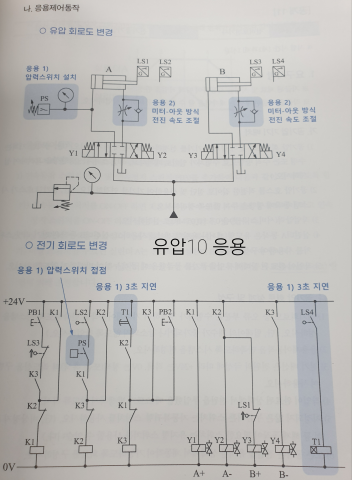 나. 응용제어동작
○ 유압 회로도 변경
응용 1)
압력스위치 설치
A
LS1 LS2
B
LS3 LS4
PS
응용 2)
미터-아웃 방식
전진 속도 조절
응용 2)
미터-아웃 방식
전진 속도 조절
Y1 Y2 Y3 Y4
○ 전기 회로도 변경
유압10 응용
응용 1) 압력스위치 접점
응용 1) 3초 지연
응용 1) 3초 지연
+24V
PB1 K1 LS2 K2 T1 K3 PB2 K1 K2 K3 LS4
LS3 PS K2
K3 K1
K2 K3 K1 LS1
K1 K2 K3 Y1 Y2 Y3 Y4 T1
0V
A+ A- B+ B-